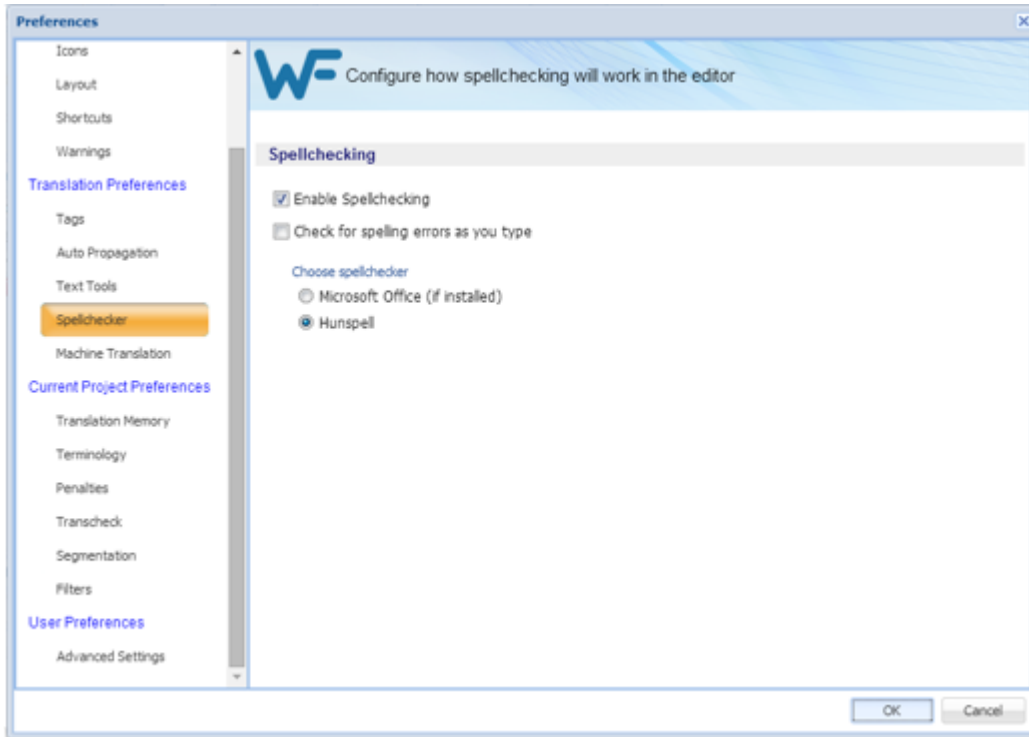 Preferences
Icons
Layout
Shortcuts
Warnings
Translation Preferences
Tags
Auto Propagation
Text Tools
Spellchecker
Machine Translation
Current Project Preferences
Translation Memory
Terminology
Penalties
Transcheck
Segmentation
Filters
User Preferences
Advanced Settings
WF
Configure how spellchecking will work in the editor
Spellchecking
Enable Spellchecking
Check for spelling errors as you type
Choose spellchecker
Microsoft Office (if installed)
Hunspell
OK
Cancel